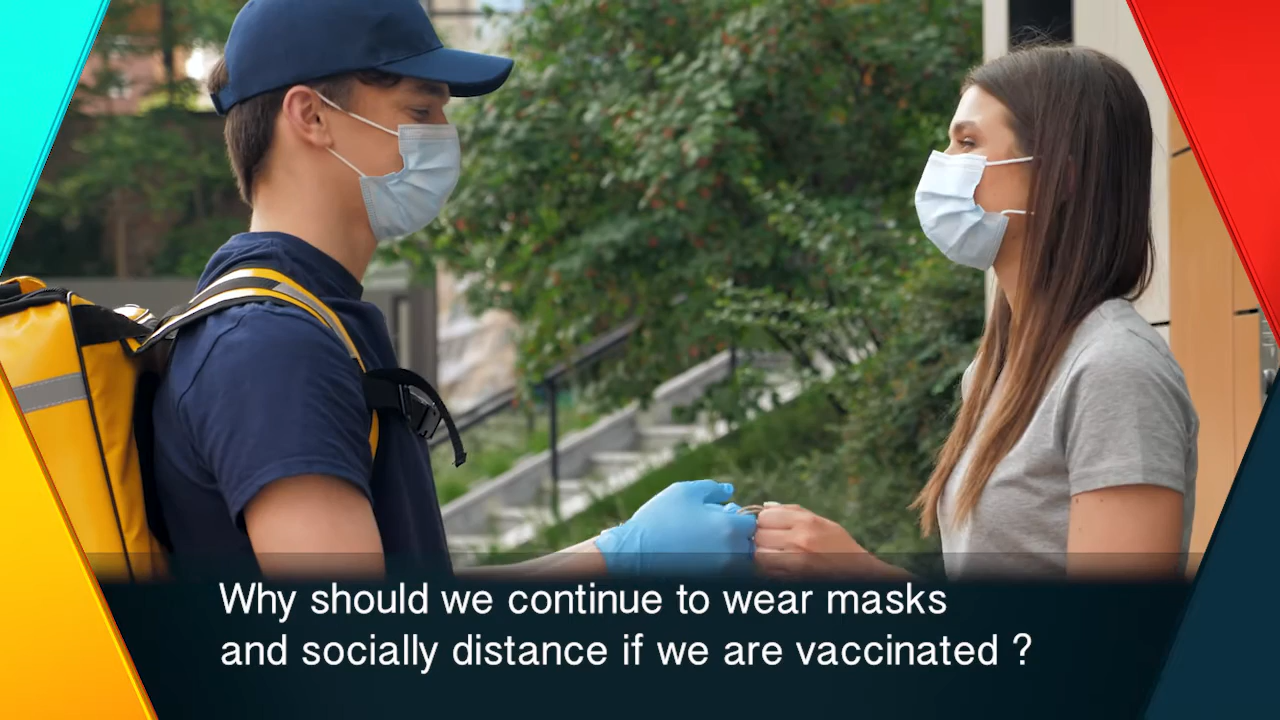 Why should we continue to wear masks
and socially distance if we are vaccinated ?